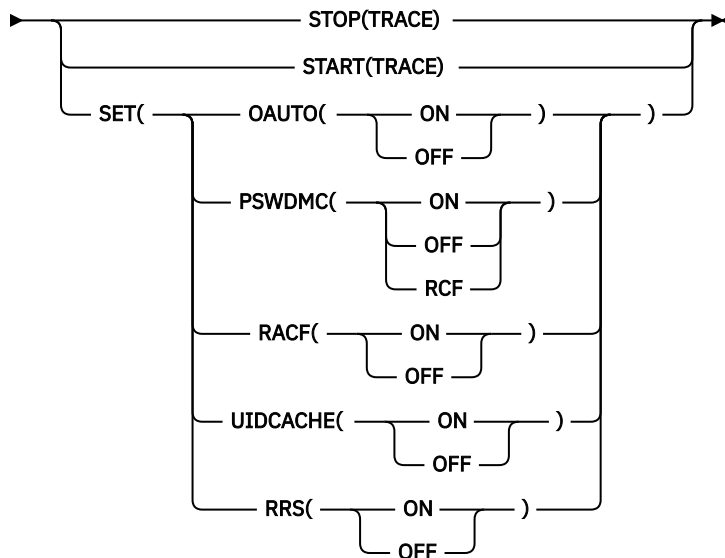 STOP(TRACE)
START(TRACE)
SET( OAUTO( ON ) )
OFF
PSWDMC( ON )
OFF
RCF
RACF( ON )
OFF
UIDCACHE( ON )
OFF
RRS( ON )
OFF